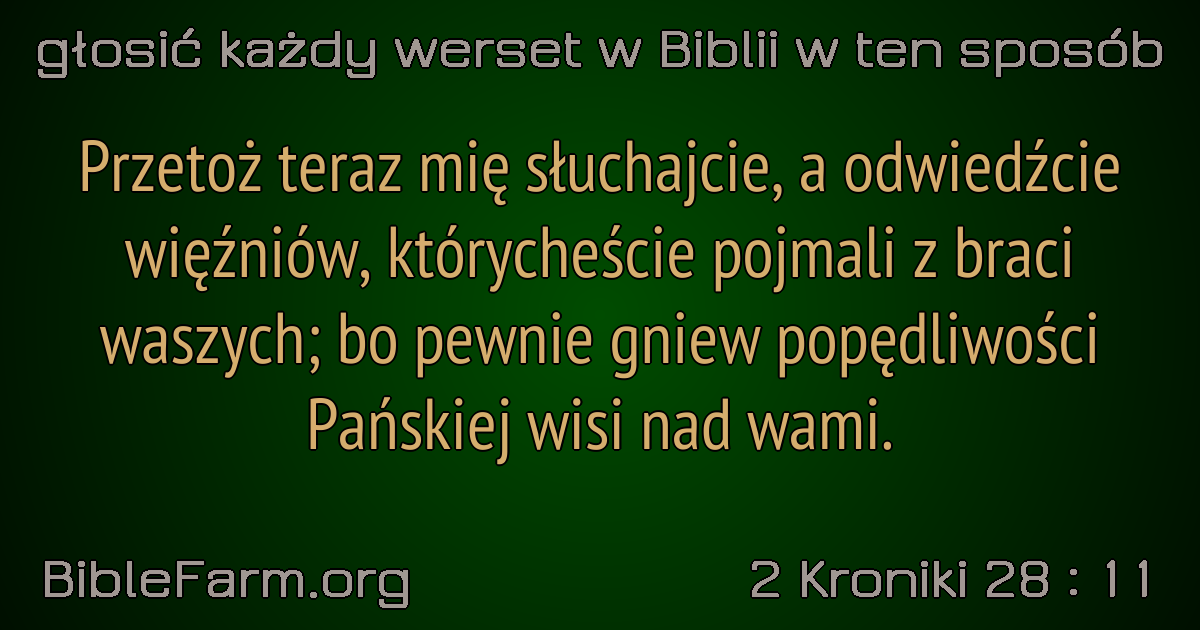 głosić każdy werset w Biblii w ten sposób
Przetoż teraz mię słuchajcie, a odwiedźcie
więźniów, którycheście pojmali z braci
waszych; bo pewnie gniew popędliwości
Pańskiej wisi nad wami.
BibleFarm.org
2 Kroniki 28 : 11